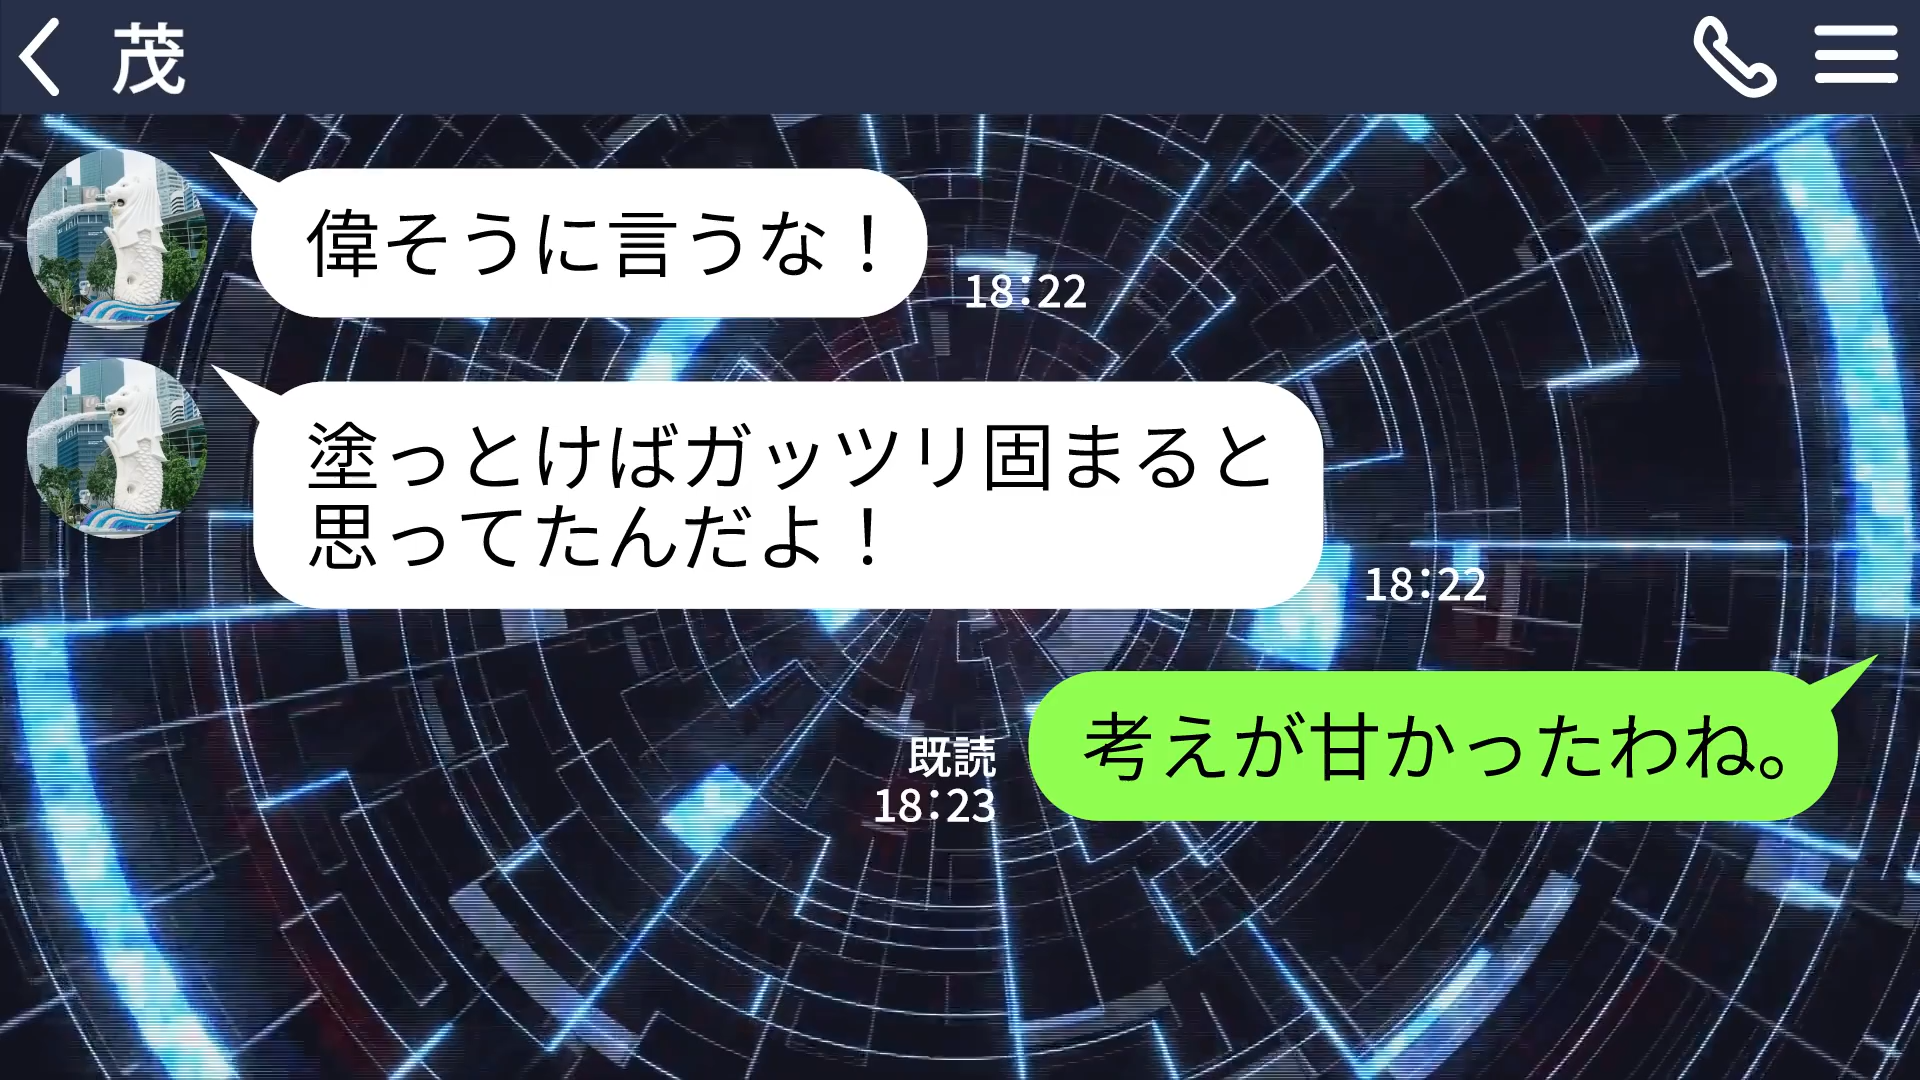 茂
偉そうに言うな！
18:22
塗っとけばガッツリ固まると
思ってたんだよ！
18:22
考えが甘かったわね。
既読
18:23